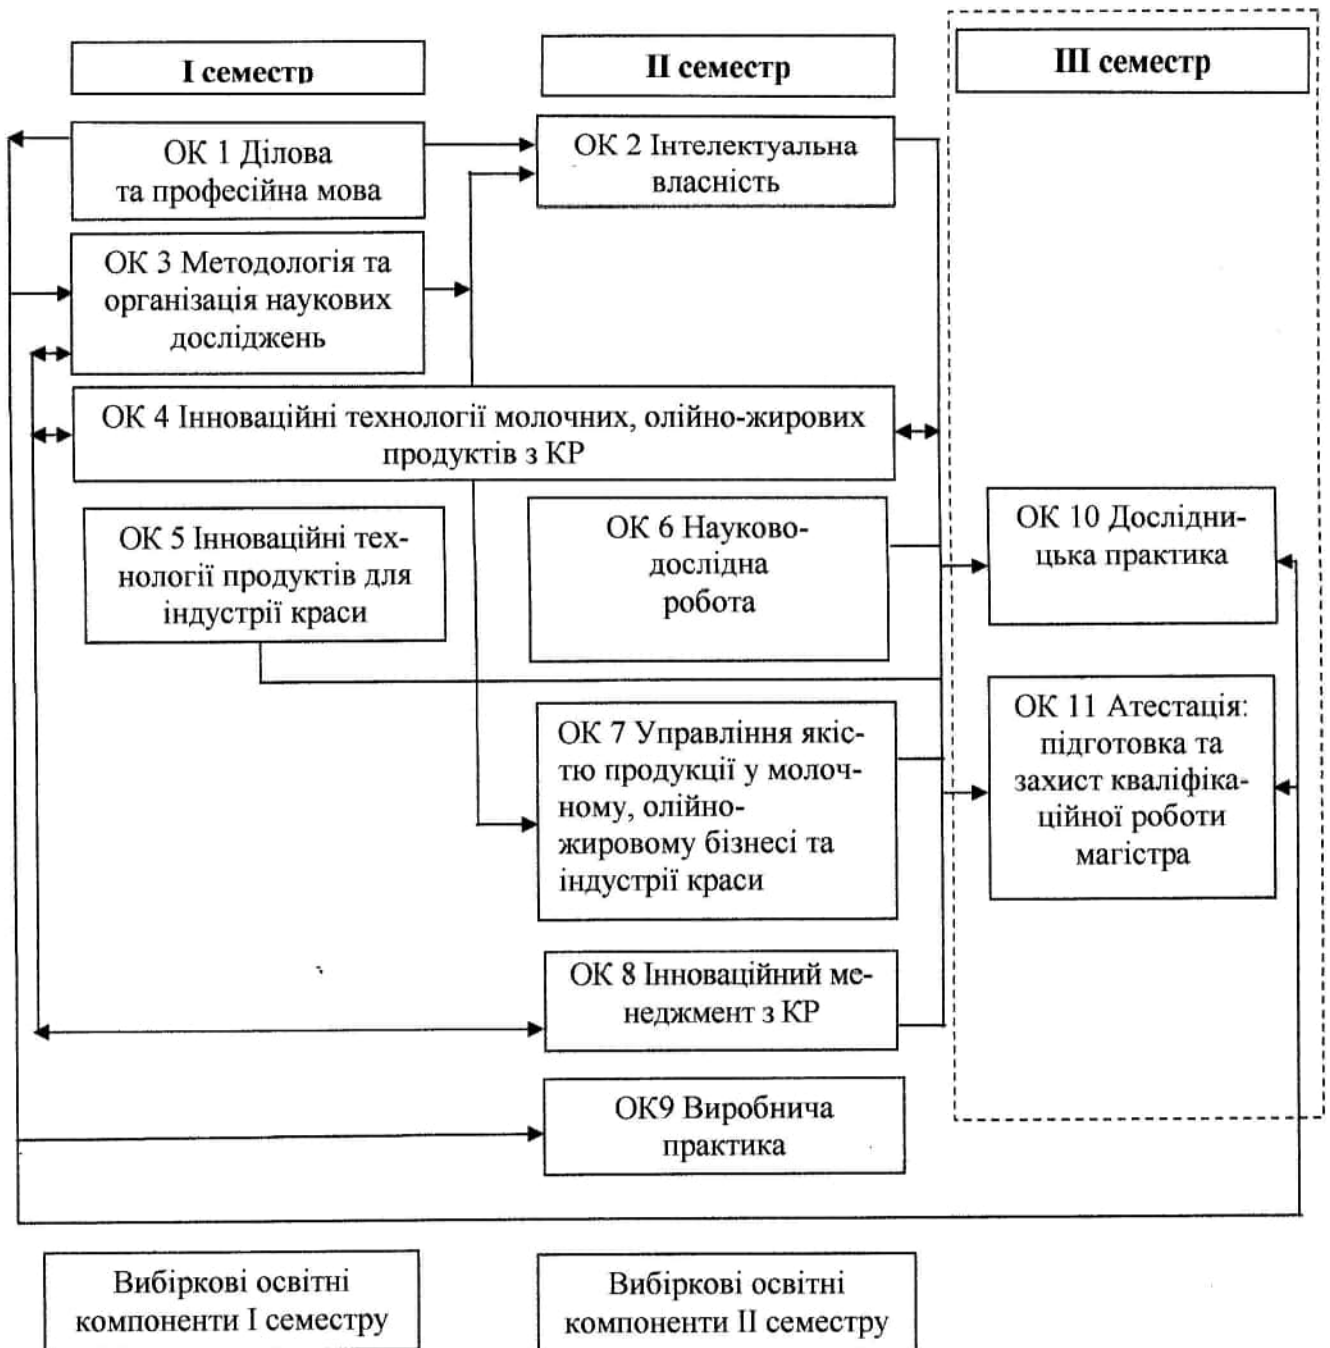 І семестр
ІІ семестр
ІІІ семестр
ОК 1 Ділова
та професійна мова
ОК 2 Інтелектуальна
власність
ОК 3 Методологія та
організація наукових
досліджень
ОК 4 Інноваційні технології молочних, олійно-жирових
продуктів з КР
ОК 5 Інноваційні тех-
нології продуктів для
індустрії краси
ОК 6 Науково-
дослідна
робота
ОК 10 Дослідни-
цька практика
ОК 7 Управління якіс-
тю продукції у молоч-
ному, олійно-
жировому бізнесі та
індустрії краси
ОК 11 Атестація:
підготовка та
захист кваліфіка-
ційної роботи
магістра
ОК 8 Інноваційний ме-
неджмент з КР
ОК9 Виробнича
практика
Вибіркові освітні
компоненти І семестру
Вибіркові освітні
компоненти ІІ семестру